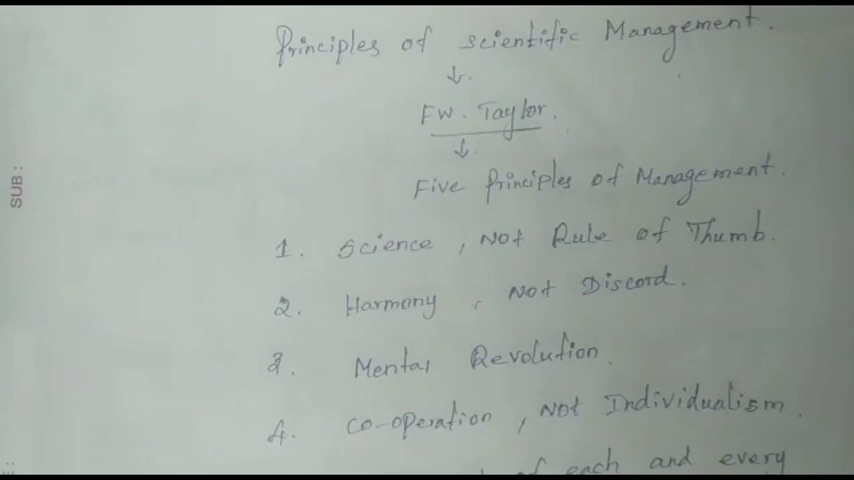 Principles of scientific Management.
FW. Taylor.
Five principles of Management.
1. Science, Not Rule of Thumb.
2. Harmony, Not Discord.
3. Mental Revolution.
4. Co-operation, Not Individualism.
of each and every
SUB: